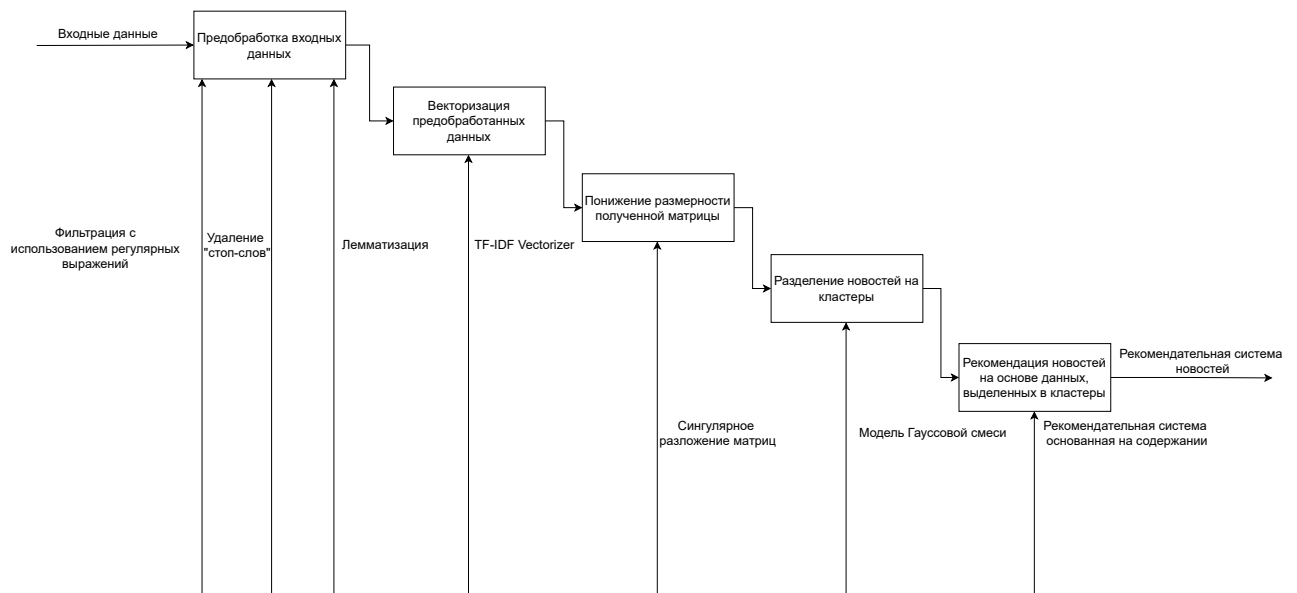 Входные данные
Предобработка входных
данных
Векторизация
предобработанных
данных
Понижение размерности
полученной матрицы
Фильтрация с
использованием регулярных
выражений
Удаление
"стоп-слов"
Лемматизация
TF-IDF Vectorizer
Разделение новостей на
кластеры
Рекомендация новостей
на основе данных,
выделенных в кластеры
Рекомендательная система
новостей
Сингулярное
разложение матриц
Модель Гауссовой смеси
Рекомендательная система
основанная на содержании